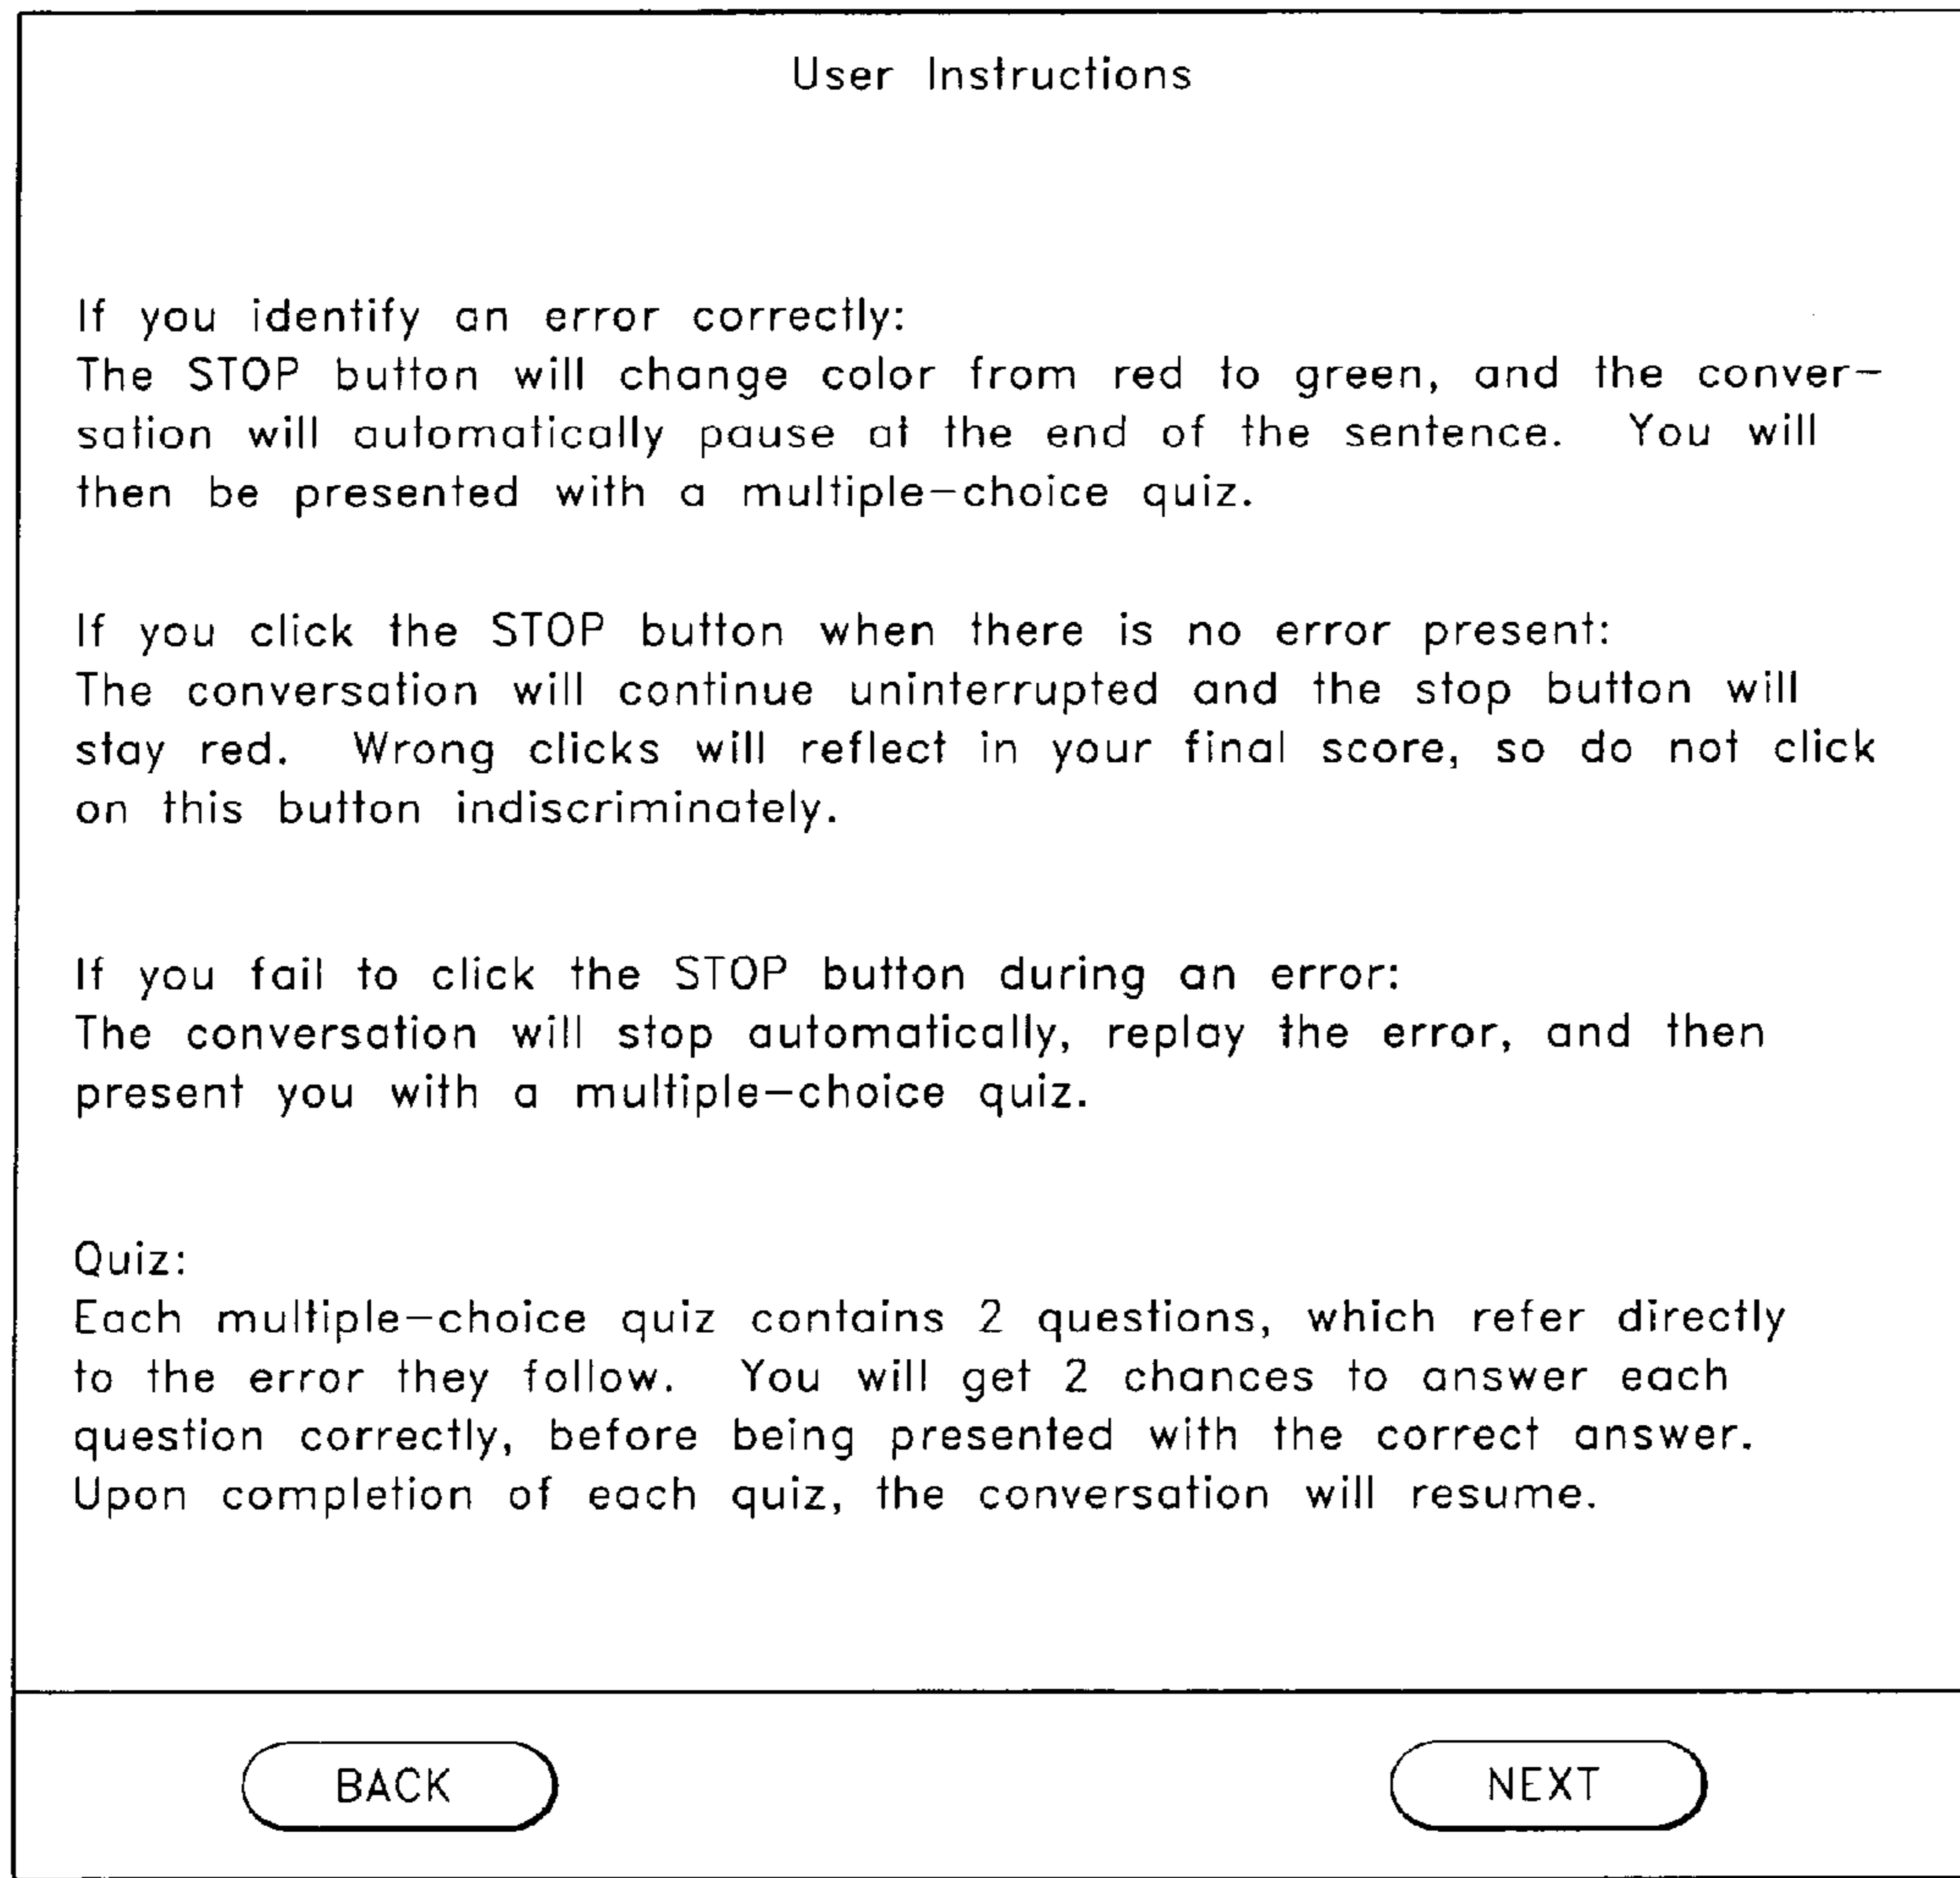 User Instructions
If you identify an error correctly:
The STOP button will change color from red to green, and the conver-
sation will automatically pause at the end of the sentence. You will
then be presented with a multiple-choice quiz.
If you click the STOP button when there is no error present:
The conversation will continue uninterrupted and the stop button will
stay red. Wrong clicks will reflect in your final score, so do not click
on this button indiscriminately.
If you fail to click the STOP button during an error:
The conversation will stop automatically, replay the error, and then
present you with a multiple-choice quiz.
Quiz:
Each multiple-choice quiz contains 2 questions, which refer directly
to the error they follow. You will get 2 chances to answer each
question correctly, before being presented with the correct answer.
Upon completion of each quiz, the conversation will resume.
BACK NEXT